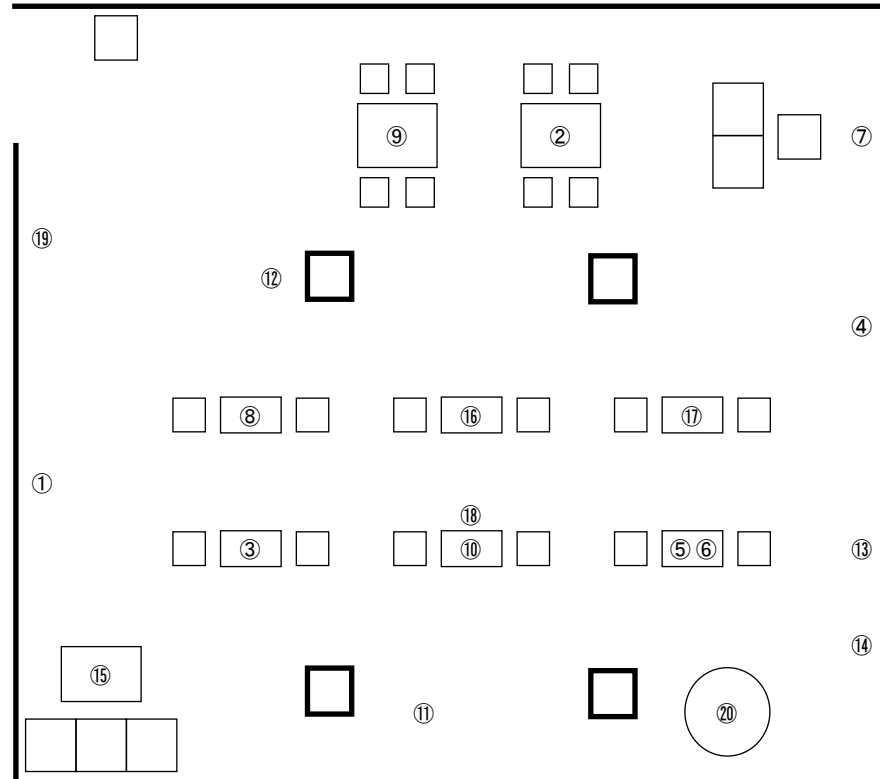 ⑨ ② ⑦
⑲
⑫
④
⑧ ⑯ ⑰
①
⑱
③ ⑩ ⑤⑥ ⑬
⑭
⑮
⑪ ⑳